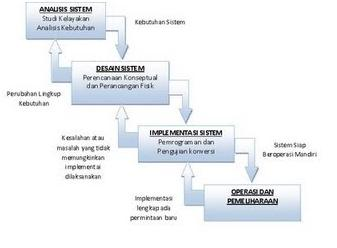 ANALISIS SISTEM
Studi Kelayakan
Analisis Kebutuhan
Kebutuhan Sistem
DESAIN SISTEM
Perencanaan Konseptual
dan Perancangan Fisk
Perubahan Lingkup
Kebutuhan
Kesalahan atau
masalah yang tidak
memungkinkan
implementasi
dilaksanakan
IMPLEMENTASI SISTEM
Pemrograman dan
Pengujian konversi
Sistem Siap
Beroperasi Mandiri
Implementasi
lengkap ada
permintaan baru
OPERASI DAN
PEMELIHARAAN